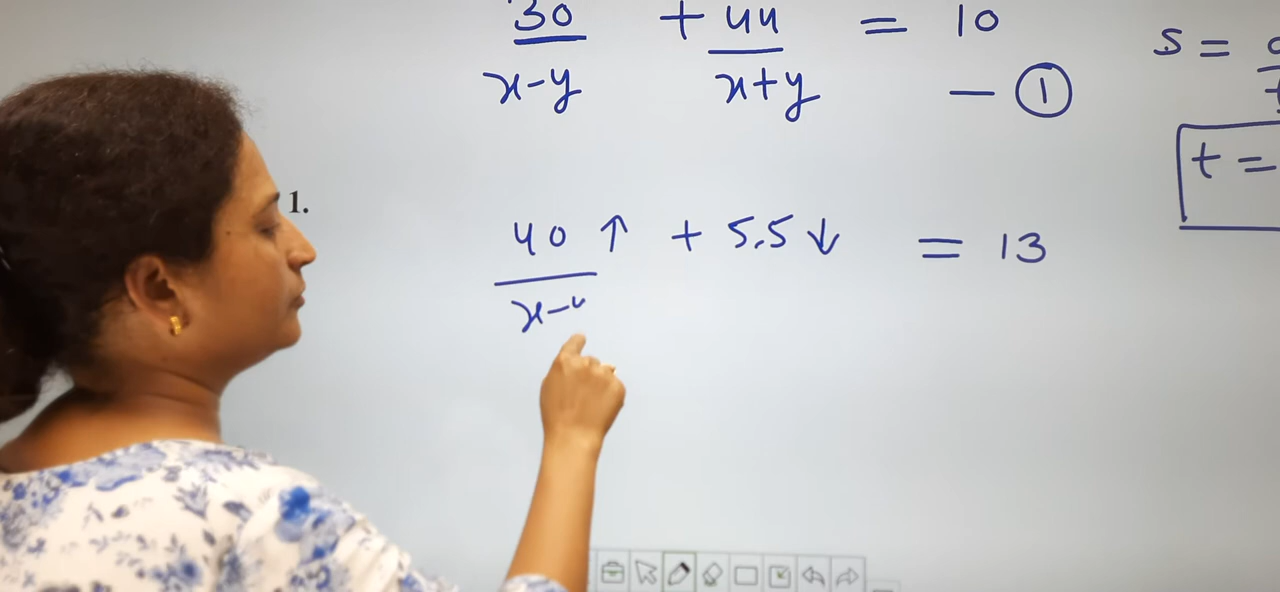 30 + 44 = 10
x-y x+y — ①
s =
t =
1.
40 ↑ + 5.5 ↓ = 13
x-y